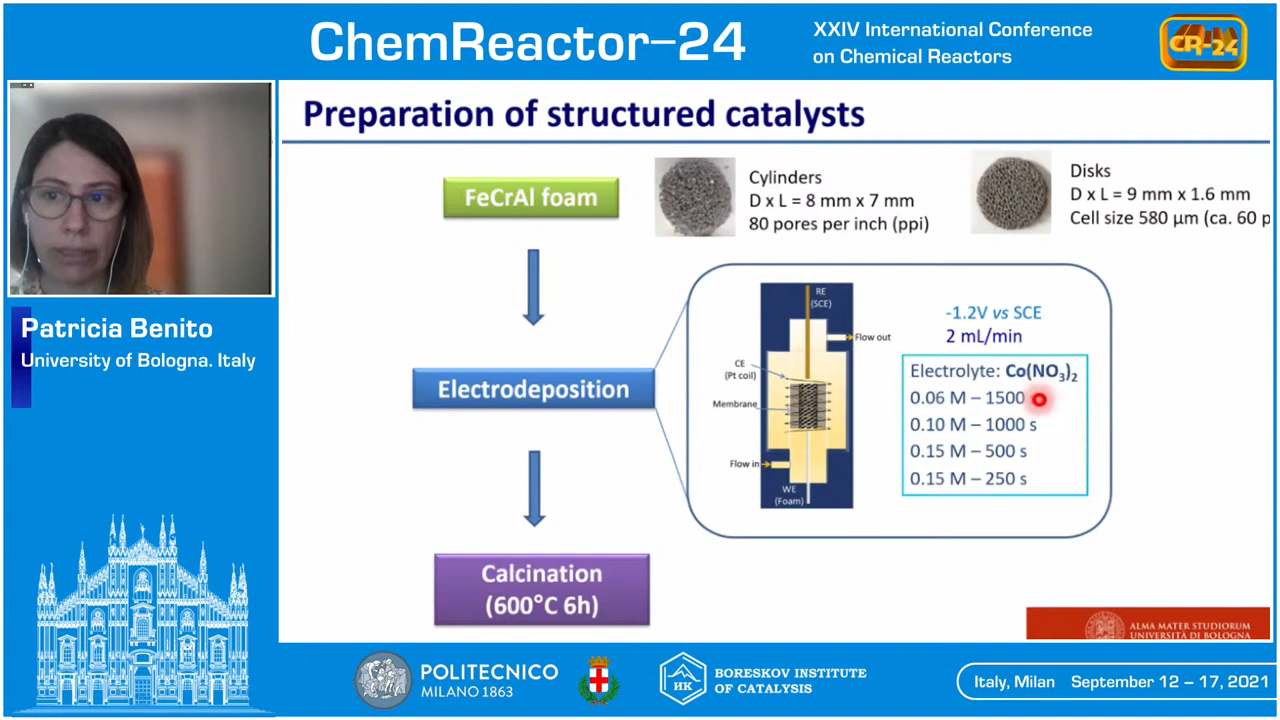 ChemReactor–24
XXIV International Conference
on Chemical Reactors
CR-24
Preparation of structured catalysts
FeCrAl foam
Cylinders
D x L = 8 mm x 7 mm
80 pores per inch (ppi)
Disks
D x L = 9 mm x 1.6 mm
Cell size 580 µm (ca. 60 p
Patricia Benito
University of Bologna. Italy
Electrodeposition
RE
(SCE)
Flow out
CE
(Pt coil)
Membrane
Flow in
WE
(Foam)
-1.2V vs SCE
2 mL/min
Electrolyte: Co(NO₃)₂
0.06 M – 1500
0.10 M – 1000 s
0.15 M – 500 s
0.15 M – 250 s
Calcination
(600°C 6h)
ALMA MATER STUDIORUM
UNIVERSITÀ DI BOLOGNA
POLITECNICO
MILANO 1863
HK
BORESKOV INSTITUTE
OF CATALYSIS
Italy, Milan September 12 – 17, 2021